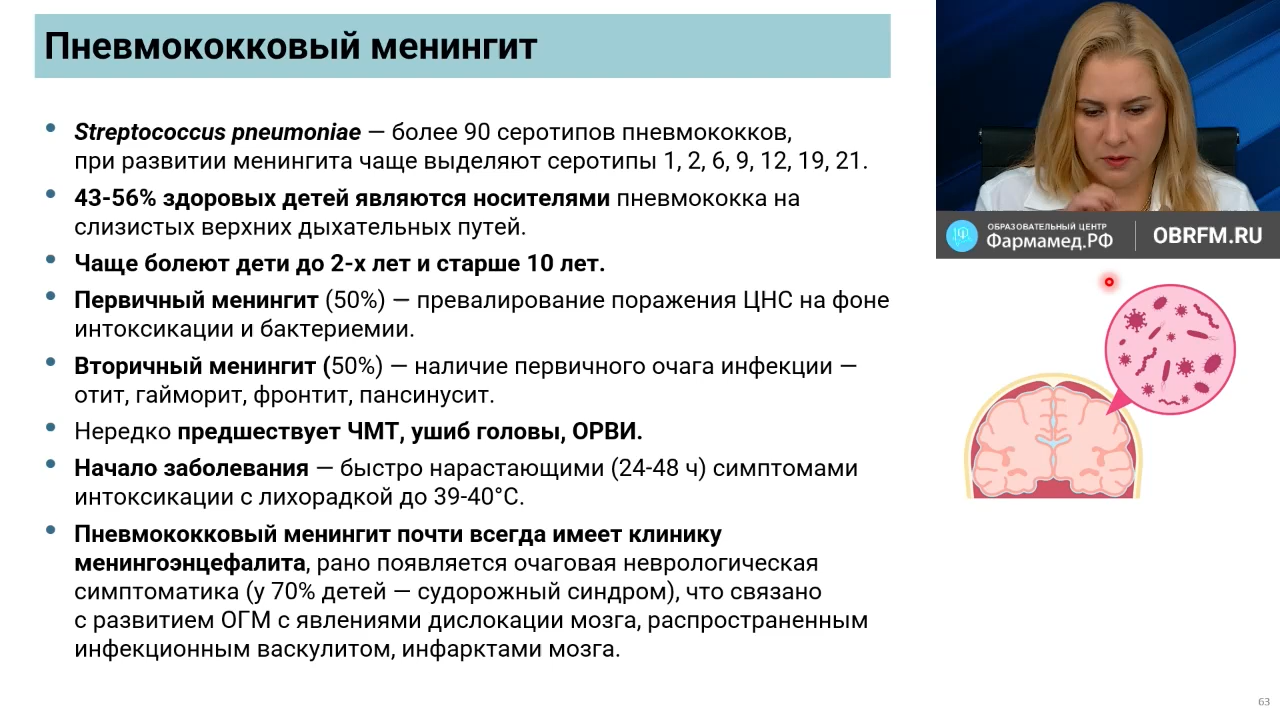 Пневмококковый менингит
Streptococcus pneumoniae — более 90 серотипов пневмококков,
при развитии менингита чаще выделяют серотипы 1, 2, 6, 9, 12, 19, 21.
43-56% здоровых детей являются носителями пневмококка на
слизистых верхних дыхательных путей.
Чаще болеют дети до 2-х лет и старше 10 лет.
Первичный менингит (50%) — превалирование поражения ЦНС на фоне
интоксикации и бактериемии.
Вторичный менингит (50%) — наличие первичного очага инфекции —
отит, гайморит, фронтит, пансинусит.
Нередко предшествует ЧМТ, ушиб головы, ОРВИ.
Начало заболевания — быстро нарастающими (24-48 ч) симптомами
интоксикации с лихорадкой до 39-40°С.
Пневмококковый менингит почти всегда имеет клинику
менингоэнцефалита, рано появляется очаговая неврологическая
симптоматика (у 70% детей — судорожный синдром), что связано
с развитием ОГМ с явлениями дислокации мозга, распространенным
инфекционным васкулитом, инфарктами мозга.
ОБРАЗОВАТЕЛЬНЫЙ ЦЕНТР
Фармамед.РФ
OBRFM.RU
63